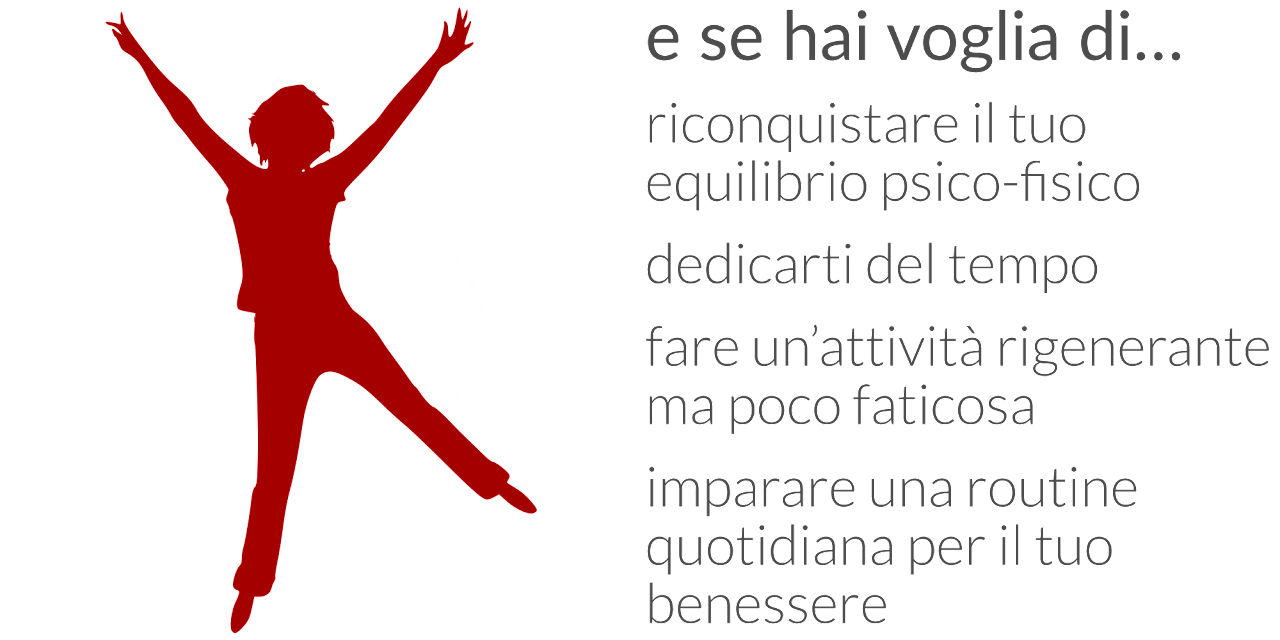 e se hai voglia di...
riconquistare il tuo
equilibrio psico-fisico
dedicarti del tempo
fare un’attività rigenerante
ma poco faticosa
imparare una routine
quotidiana per il tuo
benessere